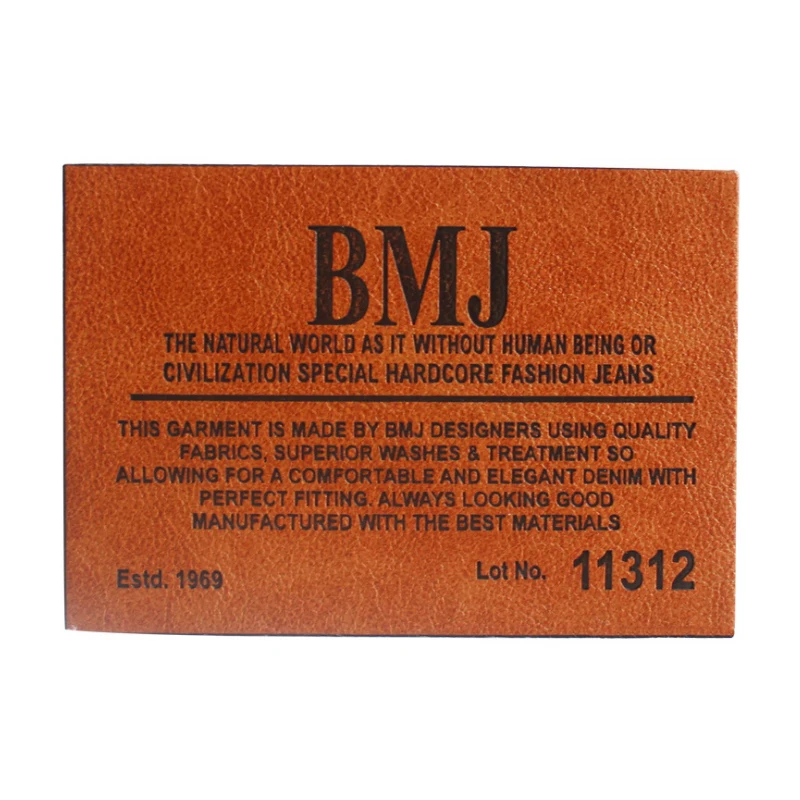 BMJ
THE NATURAL WORLD AS IT WITHOUT HUMAN BEING OR
CIVILIZATION SPECIAL HARDCORE FASHION JEANS
THIS GARMENT IS MADE BY BMJ DESIGNERS USING QUALITY
FABRICS, SUPERIOR WASHES & TREATMENT SO
ALLOWING FOR A COMFORTABLE AND ELEGANT DENIM WITH
PERFECT FITTING. ALWAYS LOOKING GOOD
MANUFACTURED WITH THE BEST MATERIALS
Estd. 1969
Lot No. 11312